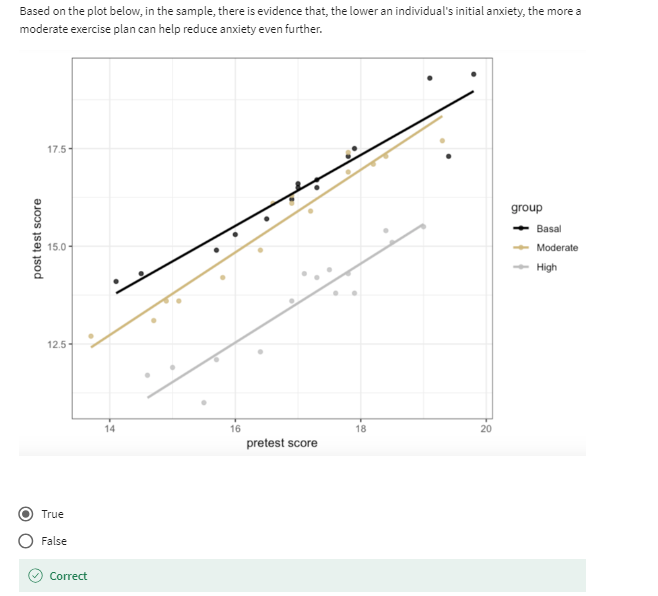 Based on the plot below, in the sample, there is evidence that, the lower an individual's initial anxiety, the more a
moderate exercise plan can help reduce anxiety even further.
17.5
15.0
12.5
post test score
14 16 18 20
pretest score
group
Basal
Moderate
High
True
False
Correct